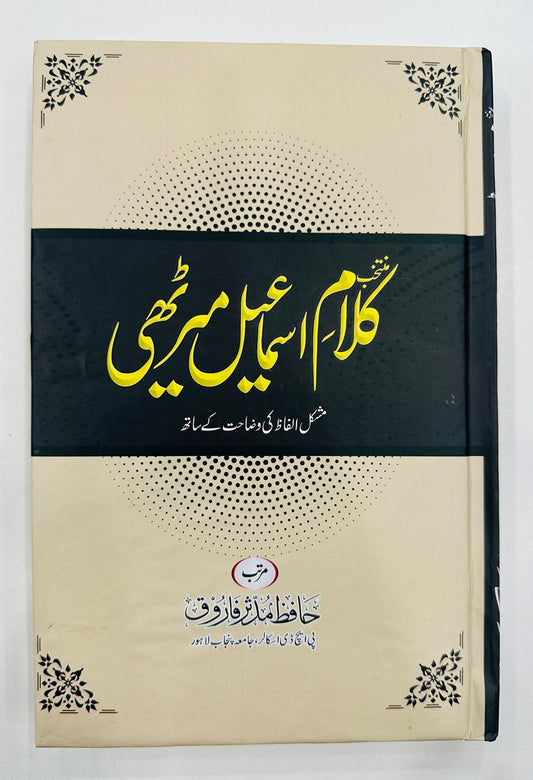 منتخب
کلامِ اسماعیل میرٹھی
مشکل الفاظ کی وضاحت کے ساتھ
مرتب
حافظ مُدثر فاروق
پی ایچ ڈی اسکالر، جامعہ پنجاب لاہور